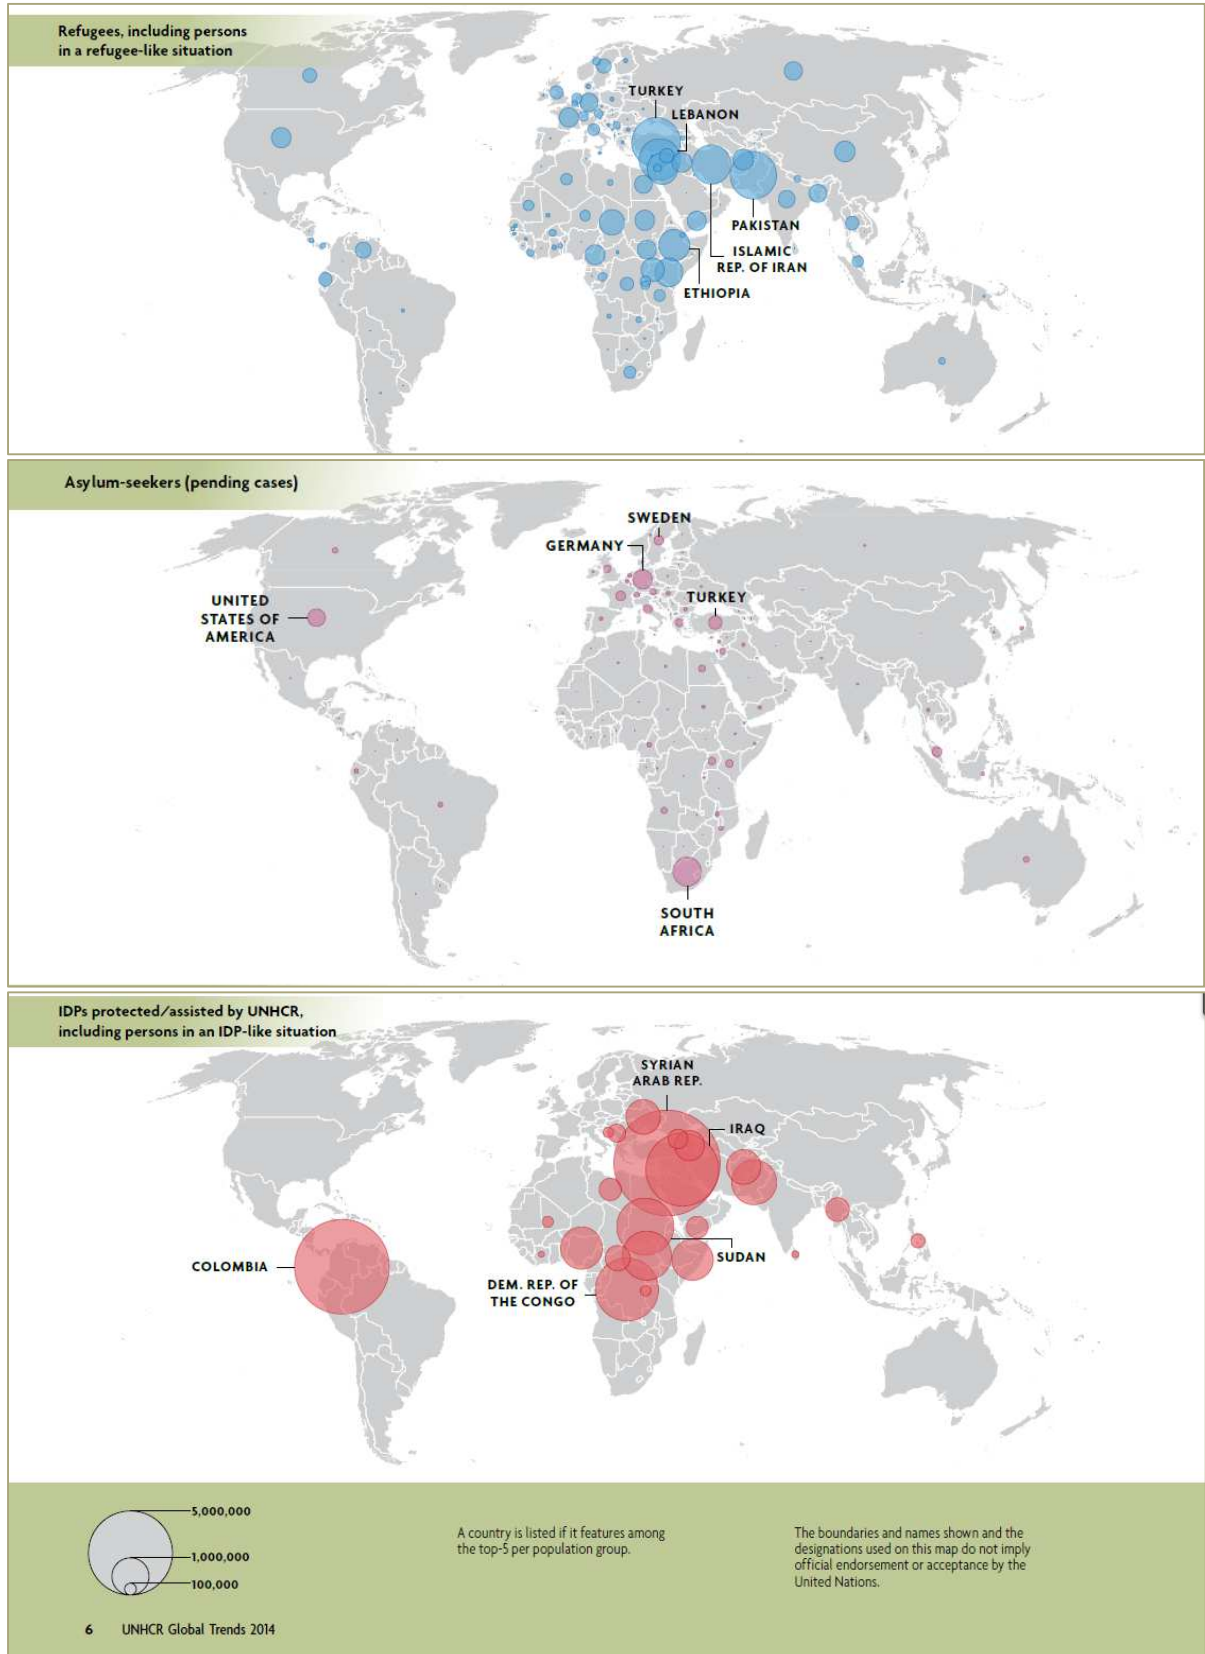 Refugees, including persons
in a refugee-like situation
TURKEY
LEBANON
PAKISTAN
ISLAMIC
REP. OF IRAN
ETHIOPIA
Asylum-seekers (pending cases)
SWEDEN
GERMANY
UNITED
STATES OF
AMERICA
TURKEY
SOUTH
AFRICA
IDPs protected/assisted by UNHCR,
including persons in an IDP-like situation
SYRIAN
ARAB REP.
IRAQ
COLOMBIA
SUDAN
DEM. REP. OF
THE CONGO
5,000,000
1,000,000
100,000
A country is listed if it features among
the top-5 per population group.
The boundaries and names shown and the
designations used on this map do not imply
official endorsement or acceptance by the
United Nations.
6 UNHCR Global Trends 2014